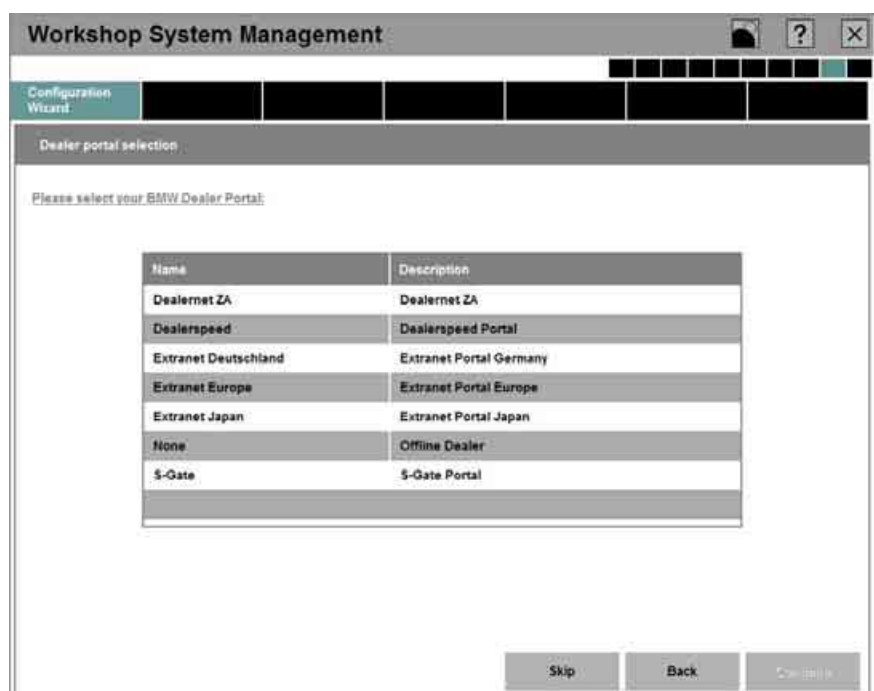 Workshop System Management
?
Configuration
Wizard
Dealer portal selection
Please select your BMW Dealer Portal:
Name Description
Dealernet ZA Dealernet ZA
Dealerspeed Dealerspeed Portal
Extranet Deutschland Extranet Portal Germany
Extranet Europe Extranet Portal Europe
Extranet Japan Extranet Portal Japan
None Offline Dealer
S-Gate S-Gate Portal
Skip Back